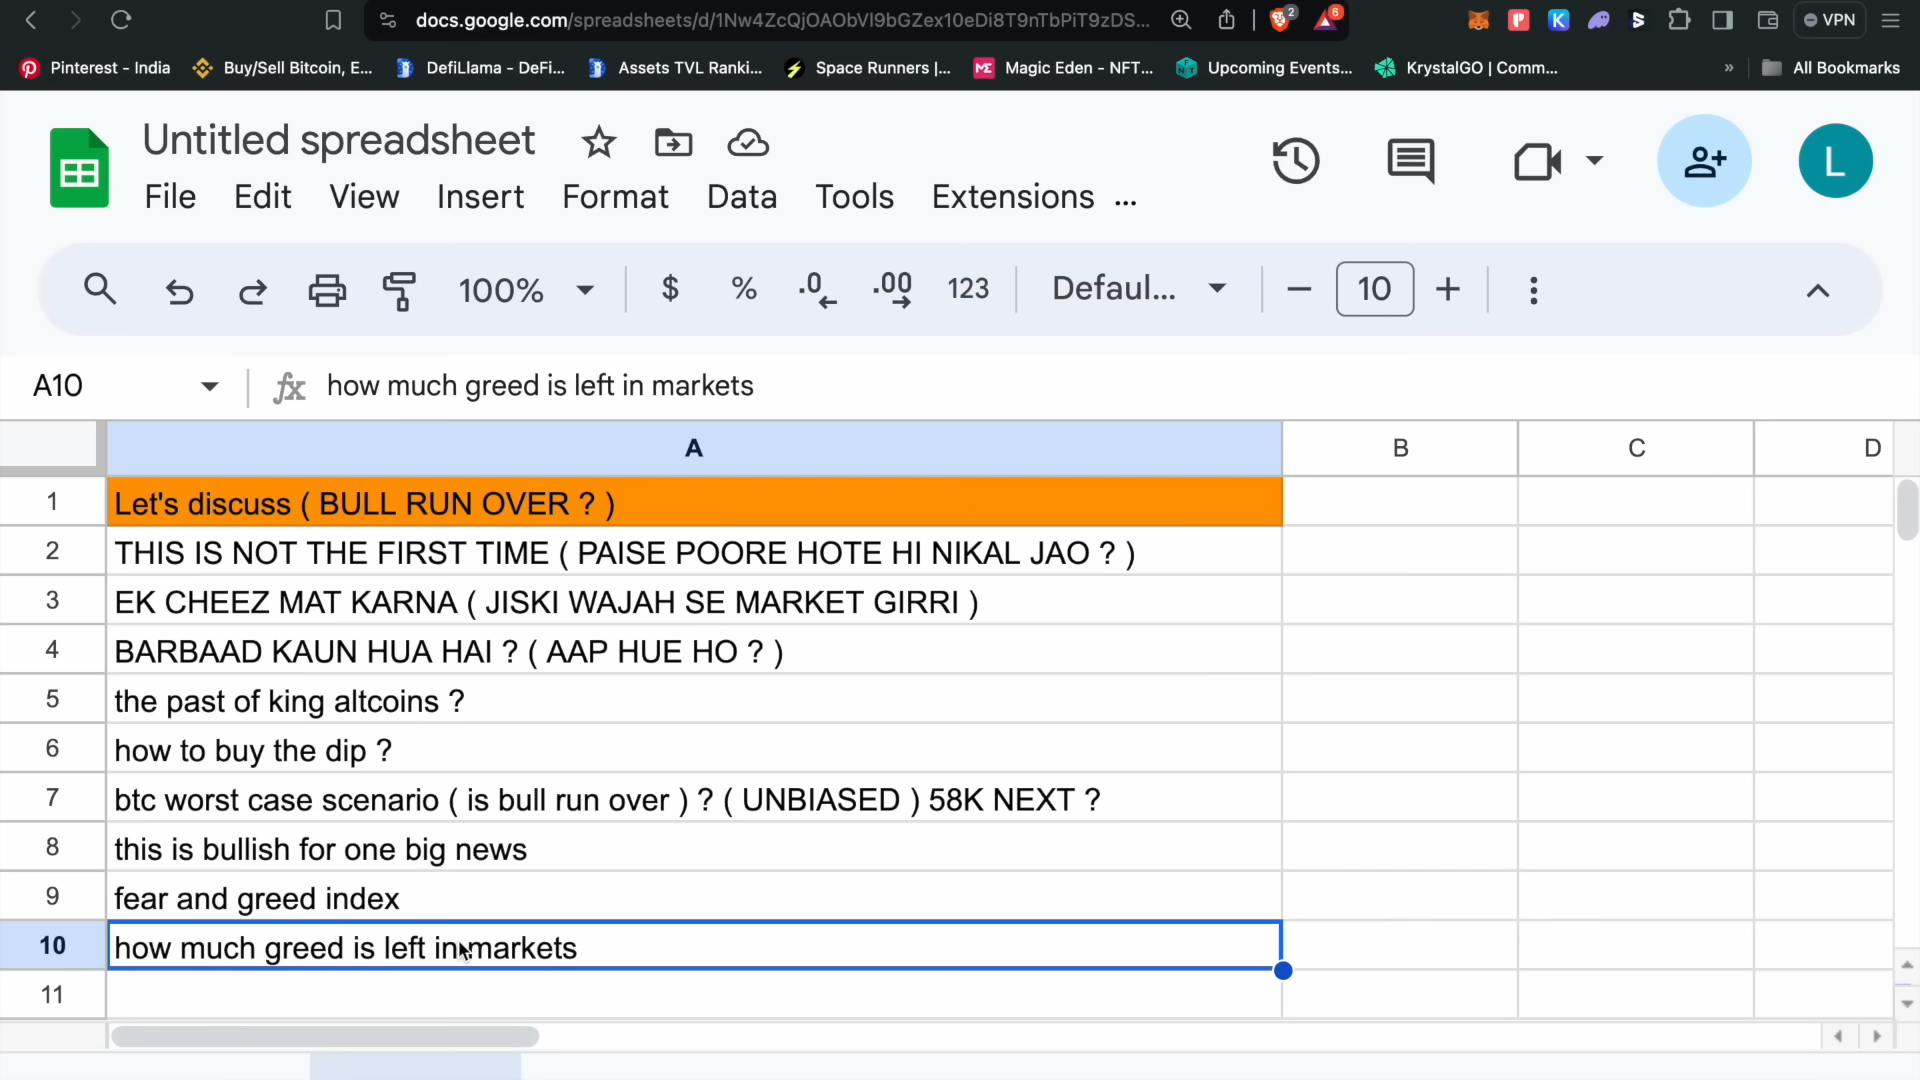 docs.google.com/spreadsheets/d/1Nw4ZcQjOAObVI9bGZex10eDi8T9nTbPiT9zDS...
2
6
VPN
Pinterest - India
Buy/Sell Bitcoin, E...
DefiLlama - DeFi...
Assets TVL Ranki...
Space Runners |...
Magic Eden - NFT...
Upcoming Events...
KrystalGO | Comm...
»
All Bookmarks
Untitled spreadsheet
L
File Edit View Insert Format Data Tools Extensions ...
100% $ % .0 .00 123 Defaul... 10
A10
fx how much greed is left in markets
A B C D
1 Let's discuss ( BULL RUN OVER ? )
2 THIS IS NOT THE FIRST TIME ( PAISE POORE HOTE HI NIKAL JAO ? )
3 EK CHEEZ MAT KARNA ( JISKI WAJAH SE MARKET GIRRI )
4 BARBAAD KAUN HUA HAI ? ( AAP HUE HO ? )
5 the past of king altcoins ?
6 how to buy the dip ?
7 btc worst case scenario ( is bull run over ) ? ( UNBIASED ) 58K NEXT ?
8 this is bullish for one big news
9 fear and greed index
10 how much greed is left in markets
11